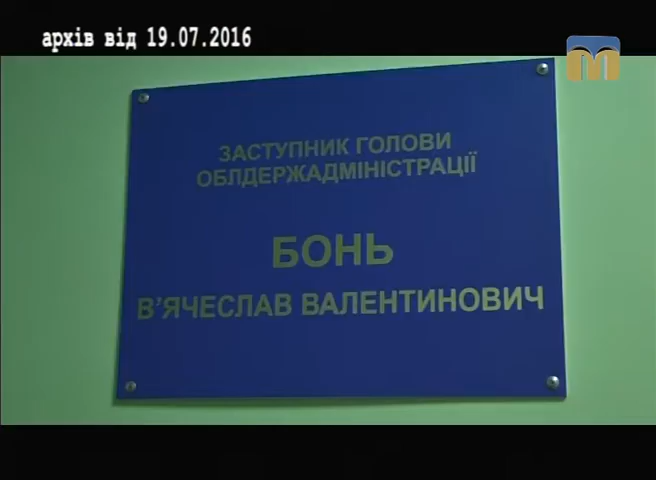 архів від 19.07.2016
ЗАСТУПНИК ГОЛОВИ
ОБЛДЕРЖАДМІНІСТРАЦІЇ
БОНЬ
В’ЯЧЕСЛАВ ВАЛЕНТИНОВИЧ